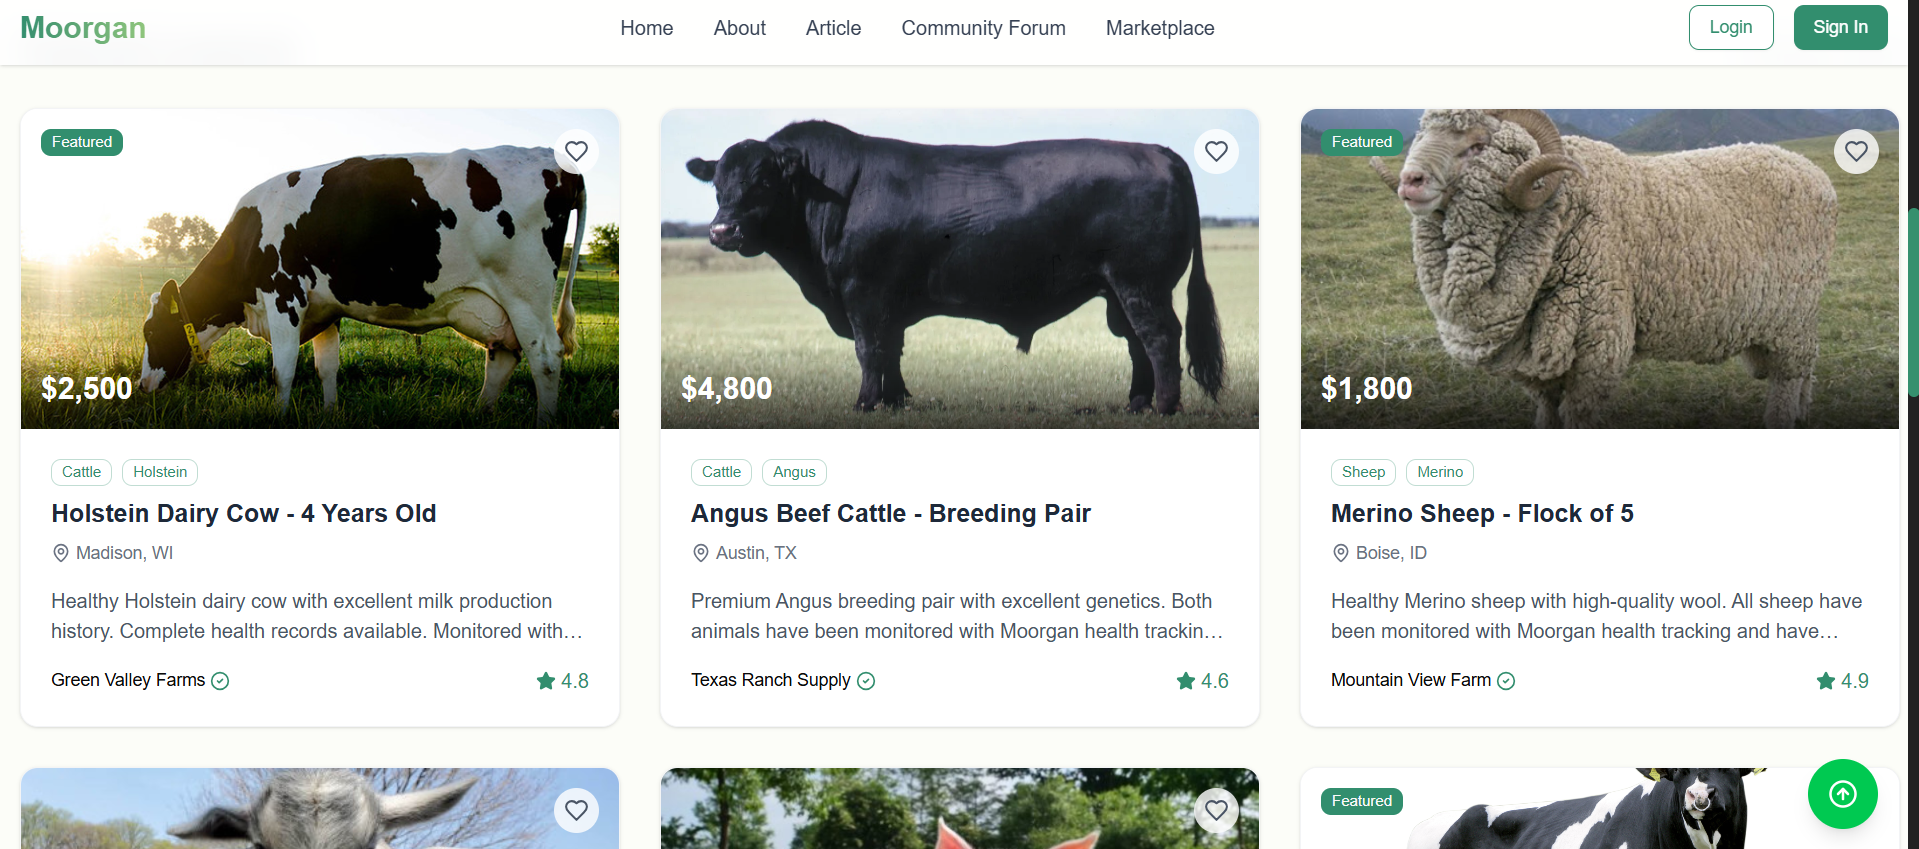 Moorgan
Home About Article Community Forum Marketplace
Login Sign In
Featured
$2,500
Cattle Holstein
Holstein Dairy Cow - 4 Years Old
Madison, WI
Healthy Holstein dairy cow with excellent milk production
history. Complete health records available. Monitored with…
Green Valley Farms 4.8
$4,800
Cattle Angus
Angus Beef Cattle - Breeding Pair
Austin, TX
Premium Angus breeding pair with excellent genetics. Both
animals have been monitored with Moorgan health trackin…
Texas Ranch Supply 4.6
Featured
$1,800
Sheep Merino
Merino Sheep - Flock of 5
Boise, ID
Healthy Merino sheep with high-quality wool. All sheep have
been monitored with Moorgan health tracking and have…
Mountain View Farm 4.9
Featured